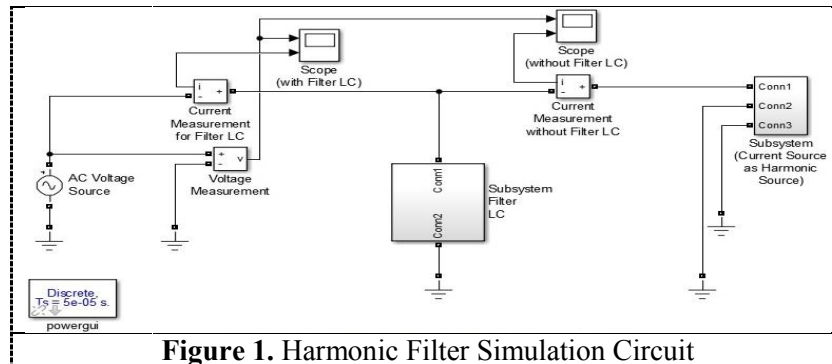 Scope
(with Filter LC)
Scope
(without Filter LC)
i
+
-
Current
Measurement
for Filter LC
i
+
-
Current
Measurement
without Filter LC
Conn1
Conn2
Conn3
Subsystem
(Current Source
as Harmonic
Source)
+
-
v
Voltage
Measurement
AC Voltage
Source
Conn1
Conn2
Subsystem
Filter
LC
Discrete,
Ts = 5e-05 s.
powergui
Figure 1. Harmonic Filter Simulation Circuit